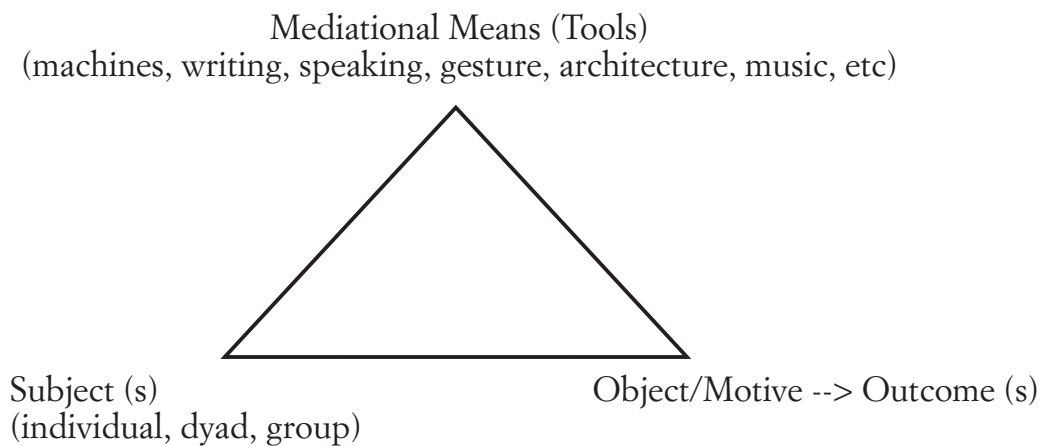 Mediational Means (Tools)
(machines, writing, speaking, gesture, architecture, music, etc)
Subject (s)
(individual, dyad, group)
Object/Motive --> Outcome (s)